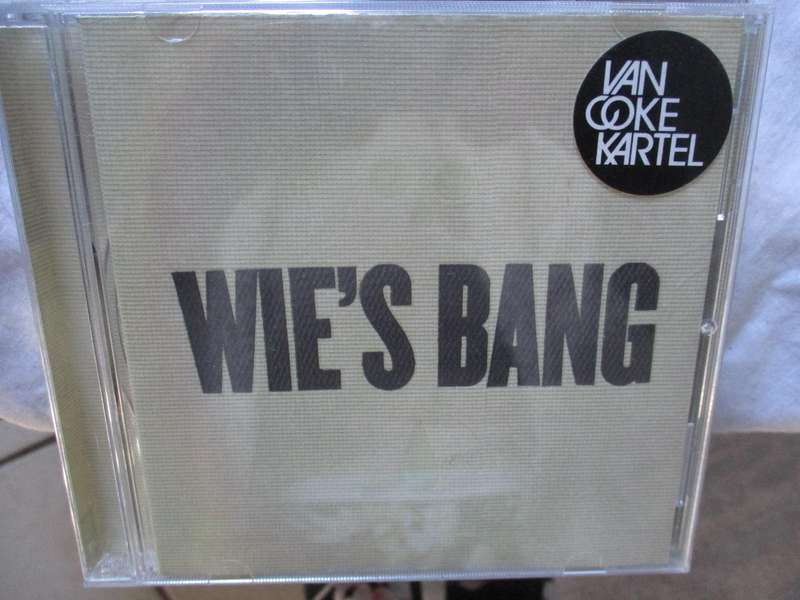 VAN
COKE
KARTEL
WIE'S BANG